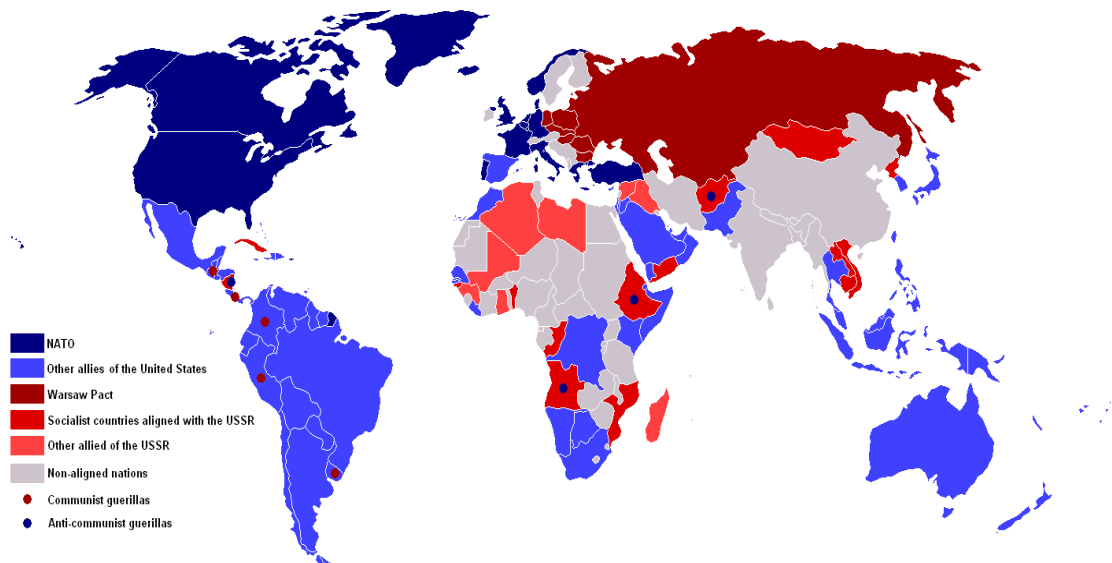 NATO
Other allies of the United States
Warsaw Pact
Socialist countries aligned with the USSR
Other allied of the USSR
Non-aligned nations
Communist guerillas
Anti-communist guerillas